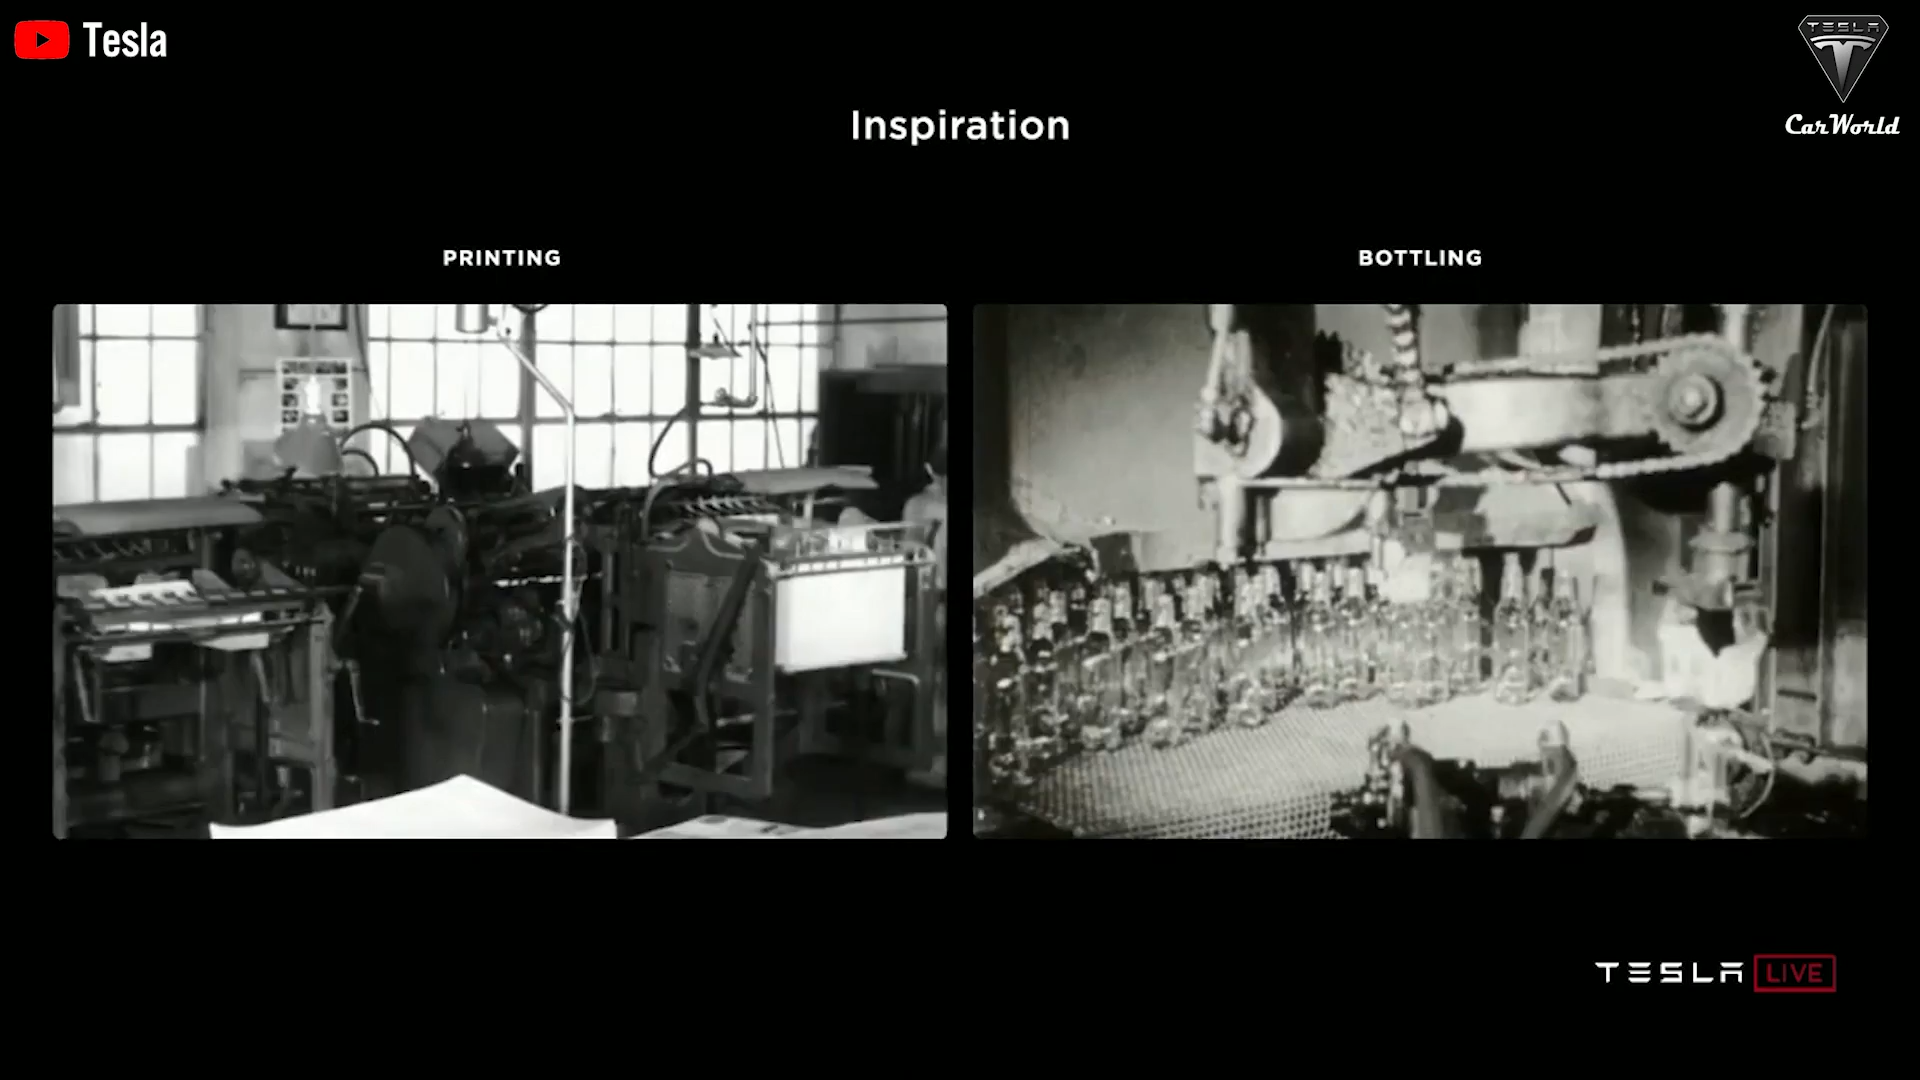 Tesla
TESLA
CarWorld
Inspiration
PRINTING
BOTTLING
TESLA LIVE